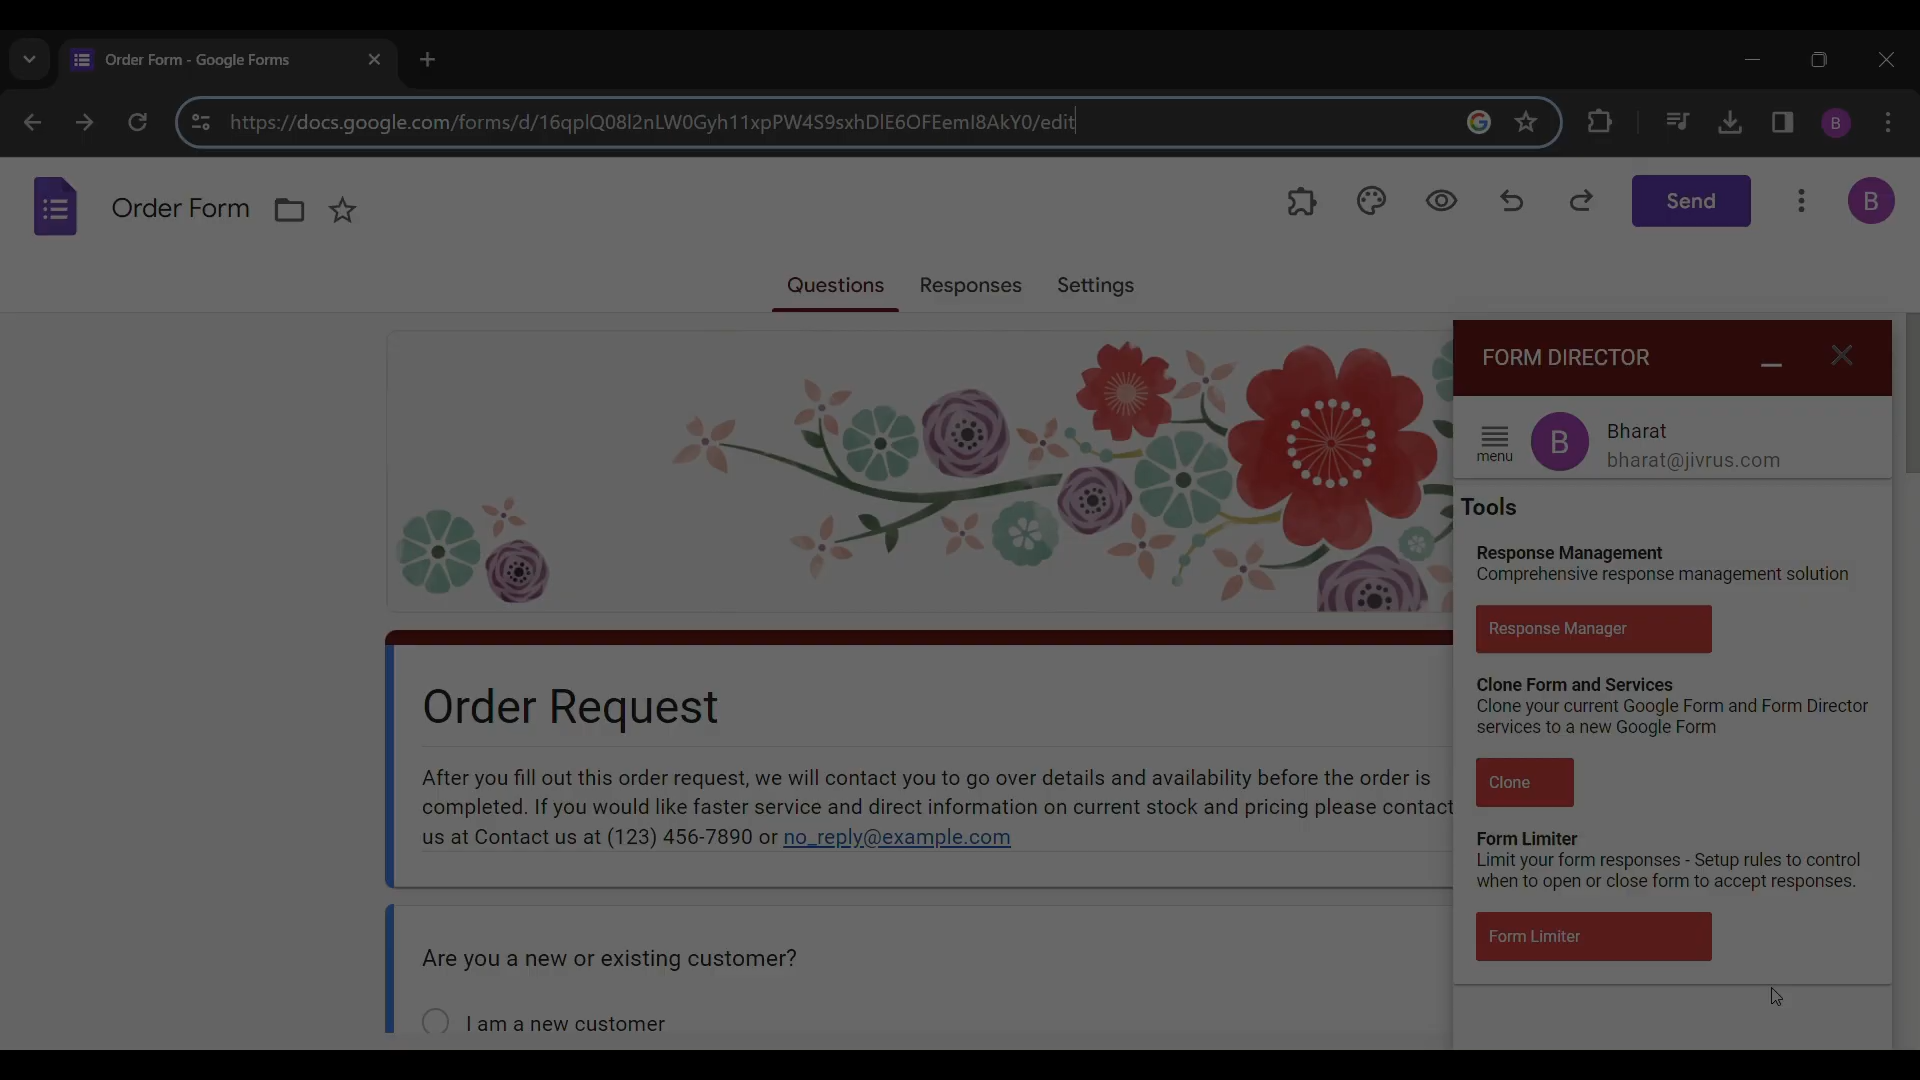 Order Form - Google Forms
https://docs.google.com/forms/d/16qplQ08l2nLW0Gyh11xpPW4S9sxhDlE6OFEeml8AkY0/edit
B
Order Form
Send
B
Questions Responses Settings
FORM DIRECTOR
menu
B
Bharat
bharat@jivrus.com
Tools
Response Management
Comprehensive response management solution
Response Manager
Clone Form and Services
Clone your current Google Form and Form Director
services to a new Google Form
Clone
Form Limiter
Limit your form responses - Setup rules to control
when to open or close form to accept responses.
Form Limiter
Order Request
After you fill out this order request, we will contact you to go over details and availability before the order is
completed. If you would like faster service and direct information on current stock and pricing please contact
us at Contact us at (123) 456-7890 or no_reply@example.com
Are you a new or existing customer?
I am a new customer